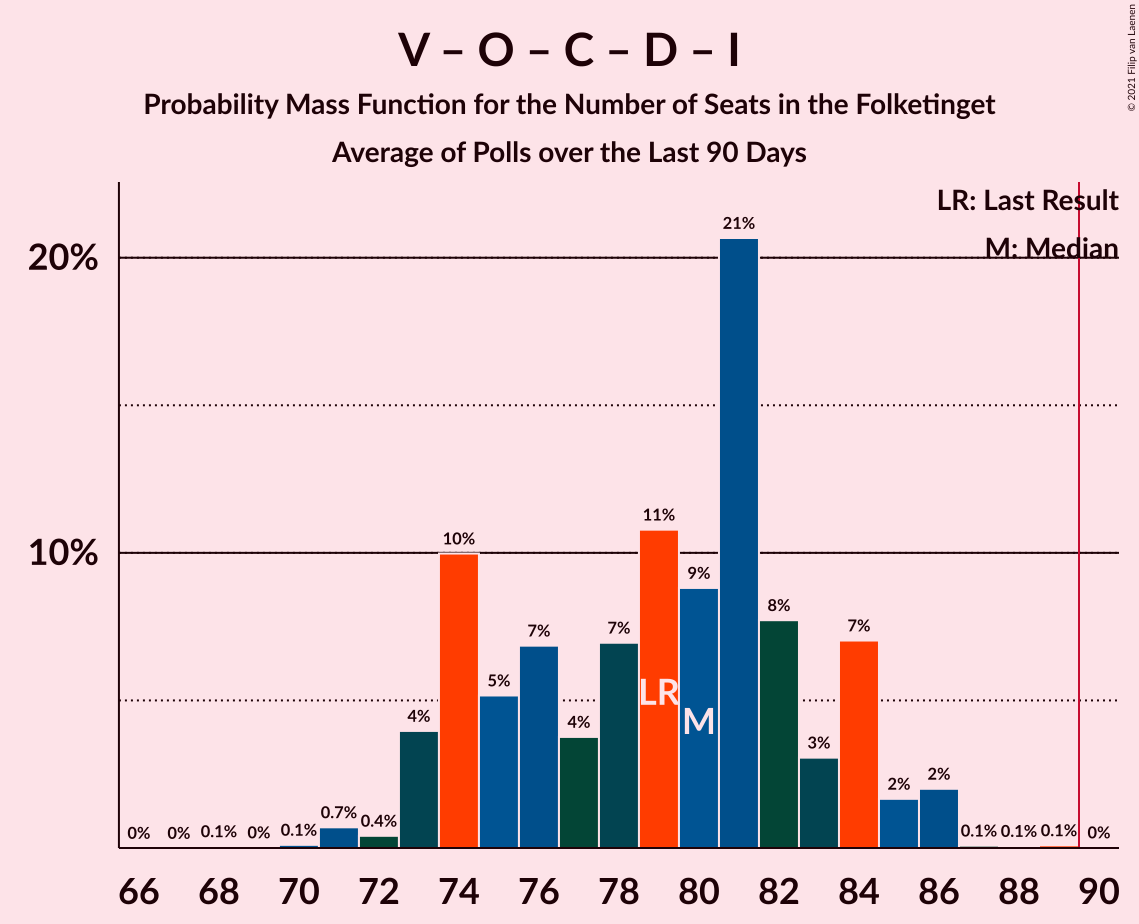 V – O – C – D – I
Probability Mass Function for the Number of Seats in the Folketinget
Average of Polls over the Last 90 Days
© 2021 Filip van Laenen
LR: Last Result
M: Median
20%
10%
0% 0% 0.1% 0% 0.1% 0.7% 0.4% 4% 10% 5% 7% 4% 7% 11% 9% 21% 8% 3% 7% 2% 2% 0.1% 0.1% 0.1% 0%
LR
M
66 68 70 72 74 76 78 80 82 84 86 88 90